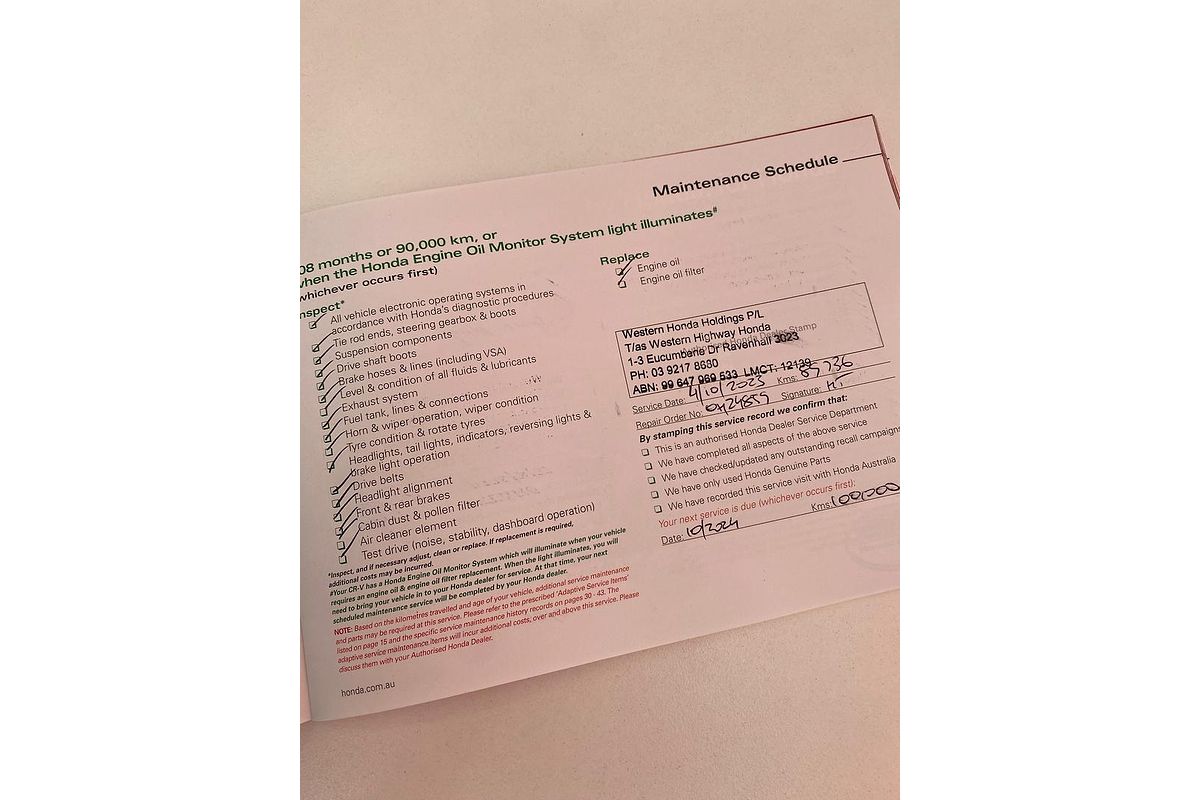 Maintenance Schedule
08 months or 90,000 km, or
when the Honda Engine Oil Monitor System light illuminates#
(whichever occurs first)
Inspect*
All vehicle electronic operating systems in
accordance with Honda's diagnostic procedures
Tie rod ends, steering gearbox & boots
Suspension components
Drive shaft boots
Brake hoses & lines (including VSA)
Level & condition of all fluids & lubricants
Exhaust system
Fuel tank, lines & connections
Horn & wiper operation, wiper condition
Tyre condition & rotate tyres
Headlights, tail lights, indicators, reversing lights &
brake light operation
Drive belts
Headlight alignment
Front & rear brakes
Cabin dust & pollen filter
Air cleaner element
Test drive (noise, stability, dashboard operation)
*Inspect, and if necessary adjust, clean or replace. If replacement is required,
additional costs may be incurred.
#Your CR-V has a Honda Engine Oil Monitor System which will illuminate when your vehicle
requires an engine oil & engine oil filter replacement. When the light illuminates, you will
need to bring your vehicle in to your Honda dealer for service. At that time, your next
scheduled maintenance service will be completed by your Honda dealer.
NOTE: Based on the kilometres travelled and age of your vehicle, additional service maintenance
and parts may be required at this service. Please refer to the prescribed 'Adaptive Service Items'
listed on page 15 and the specific service maintenance history records on pages 30 - 43. The
adaptive service maintenance items will incur additional costs, over and above this service. Please
discuss them with your Authorised Honda Dealer.
honda.com.au
Replace
Engine oil
Engine oil filter
Authorised Honda Dealer Stamp
Western Honda Holdings P/L
T/as Western Highway Honda
1-3 Eucumbene Dr Ravenhall 3023
PH: 03 9217 8680
ABN: 99 647 969 533 LMCT: 12139
Service Date: 4/10/2023 Kms: 89736
Repair Order No: Signature:
By stamping this service record we confirm that:
This is an authorised Honda Dealer Service Department
We have completed all aspects of the above service
We have checked/updated any outstanding recall campaigns
We have only used Honda Genuine Parts
We have recorded this service visit with Honda Australia
Your next service is due (whichever occurs first):
Date: 10/2024 Kms: 100,000